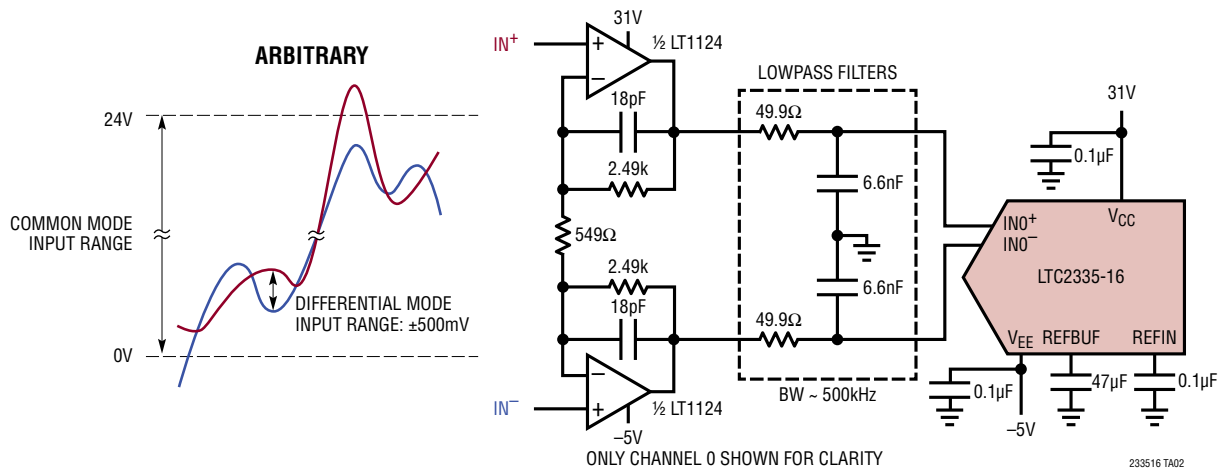 ARBITRARY
24V
COMMON MODE
INPUT RANGE
DIFFERENTIAL MODE
INPUT RANGE: ±500mV
0V
IN+
31V
+
–
½ LT1124
18pF
2.49k
549Ω
2.49k
18pF
–
+
½ LT1124
IN–
–5V
LOWPASS FILTERS
49.9Ω
6.6nF
6.6nF
49.9Ω
BW ~ 500kHz
31V
0.1µF
VCC
IN0+
IN0–
LTC2335-16
VEE REFBUF REFIN
0.1µF
47µF
0.1µF
–5V
ONLY CHANNEL 0 SHOWN FOR CLARITY
233516 TA02